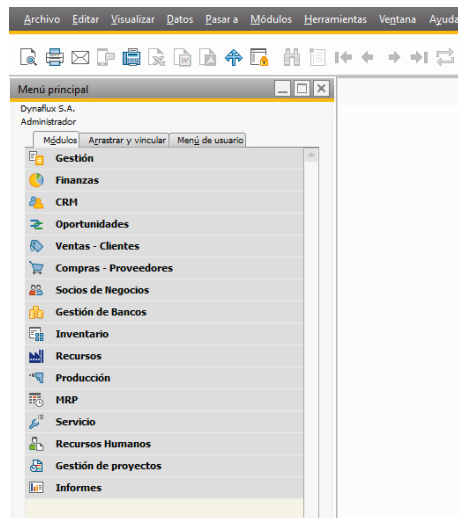 Archivo Editar Visualizar Datos Pasar a Módulos Herramientas Ventana Ayuda
Menú principal
Dynaflux S.A.
Administrador
Módulos Arrastrar y vincular Menú de usuario
Gestión
Finanzas
CRM
Oportunidades
Ventas - Clientes
Compras - Proveedores
Socios de Negocios
Gestión de Bancos
Inventario
Recursos
Producción
MRP
Servicio
Recursos Humanos
Gestión de proyectos
Informes